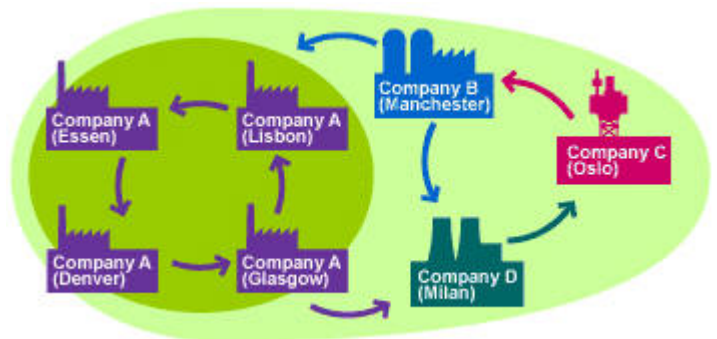 Company A
(Essen)
Company A
(Lisbon)
Company B
(Manchester)
Company C
(Oslo)
Company A
(Denver)
Company A
(Glasgow)
Company D
(Milan)